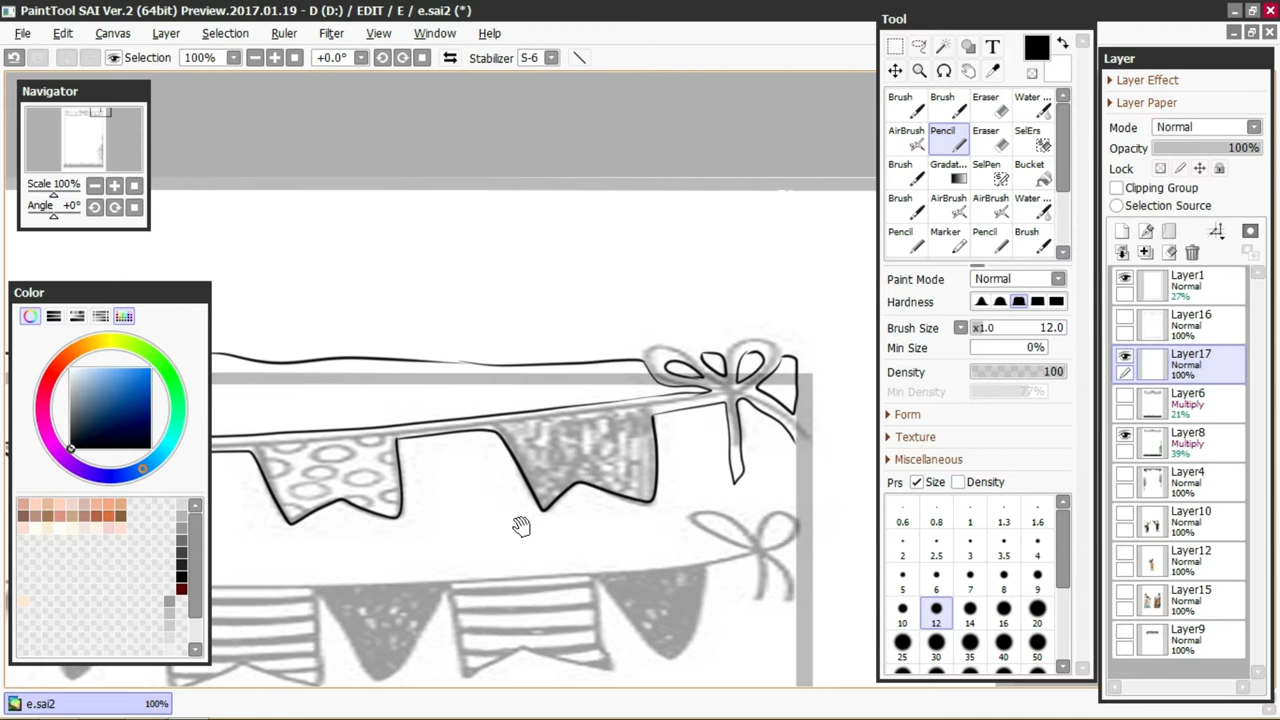 PaintTool SAI Ver.2 (64bit) Preview.2017.01.19 - D (D:) / EDIT / E / e.sai2 (*)
File Edit Canvas Layer Selection Ruler Filter View Window Help
Selection 100% +0.0° Stabilizer S-6
Navigator
Scale 100%
Angle +0°
Color
Tool
T
Brush Brush Eraser Water ...
AirBrush Pencil Eraser SelErs
Brush Gradat... SelPen Bucket
Brush AirBrush AirBrush Water ...
Pencil Marker Pencil Brush
Paint Mode Normal
Hardness
Brush Size x1.0 12.0
Min Size 0%
Density 100
Min Density 77%
Form
Texture
Miscellaneous
Prs Size Density
0.6 0.8 1 1.3 1.6
2 2.5 3 3.5 4
5 6 7 8 9
10 12 14 16 20
25 30 35 40 50
Layer
Layer Effect
Layer Paper
Mode Normal
Opacity 100%
Lock
Clipping Group
Selection Source
Layer1
Normal
27%
Layer16
Normal
100%
Layer17
Normal
100%
Layer6
Multiply
21%
Layer8
Multiply
39%
Layer4
Normal
100%
Layer10
Normal
100%
Layer12
Normal
100%
Layer15
Normal
100%
Layer9
Normal
100%
e.sai2 100%